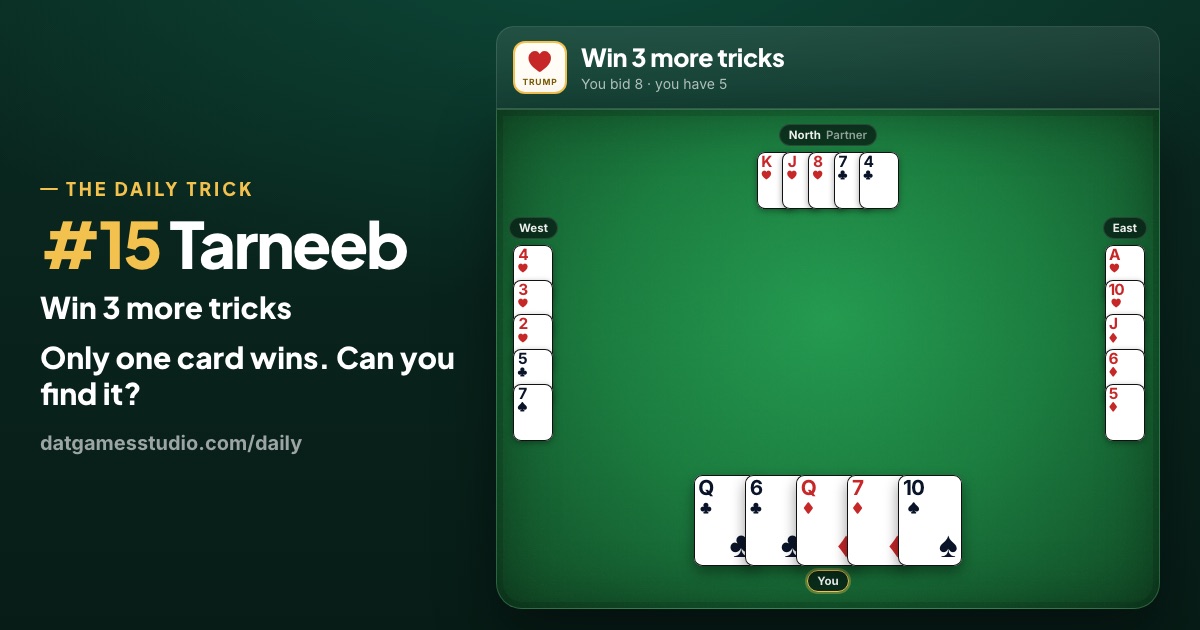 — THE DAILY TRICK
#15 Tarneeb
Win 3 more tricks
Only one card wins. Can you
find it?
datgamesstudio.com/daily
TRUMP
Win 3 more tricks
You bid 8 · you have 5
North Partner
K J 8 7 4
West
4
3
2
5
7
East
A
10
J
6
5
Q 6 Q 7 10
You